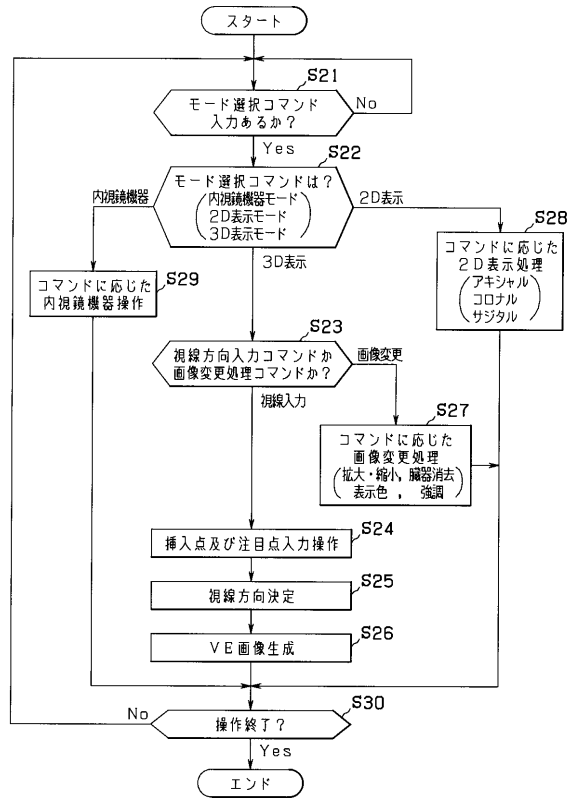 スタート
S21
モード選択コマンド
入力あるか?
No
Yes
S22
モード選択コマンドは?
内視鏡機器モード
2D表示モード
3D表示モード
内視鏡機器
2D表示
3D表示
S28
コマンドに応じた
2D表示処理
アキシャル
コロナル
サジタル
S29
コマンドに応じた
内視鏡機器操作
S23
視線方向入力コマンドか
画像変更処理コマンドか?
画像変更
視線入力
S27
コマンドに応じた
画像変更処理
拡大・縮小,臓器消去
表示色 , 強調
S24
挿入点及び注目点入力操作
S25
視線方向決定
S26
VE画像生成
S30
操作終了?
No
Yes
エンド